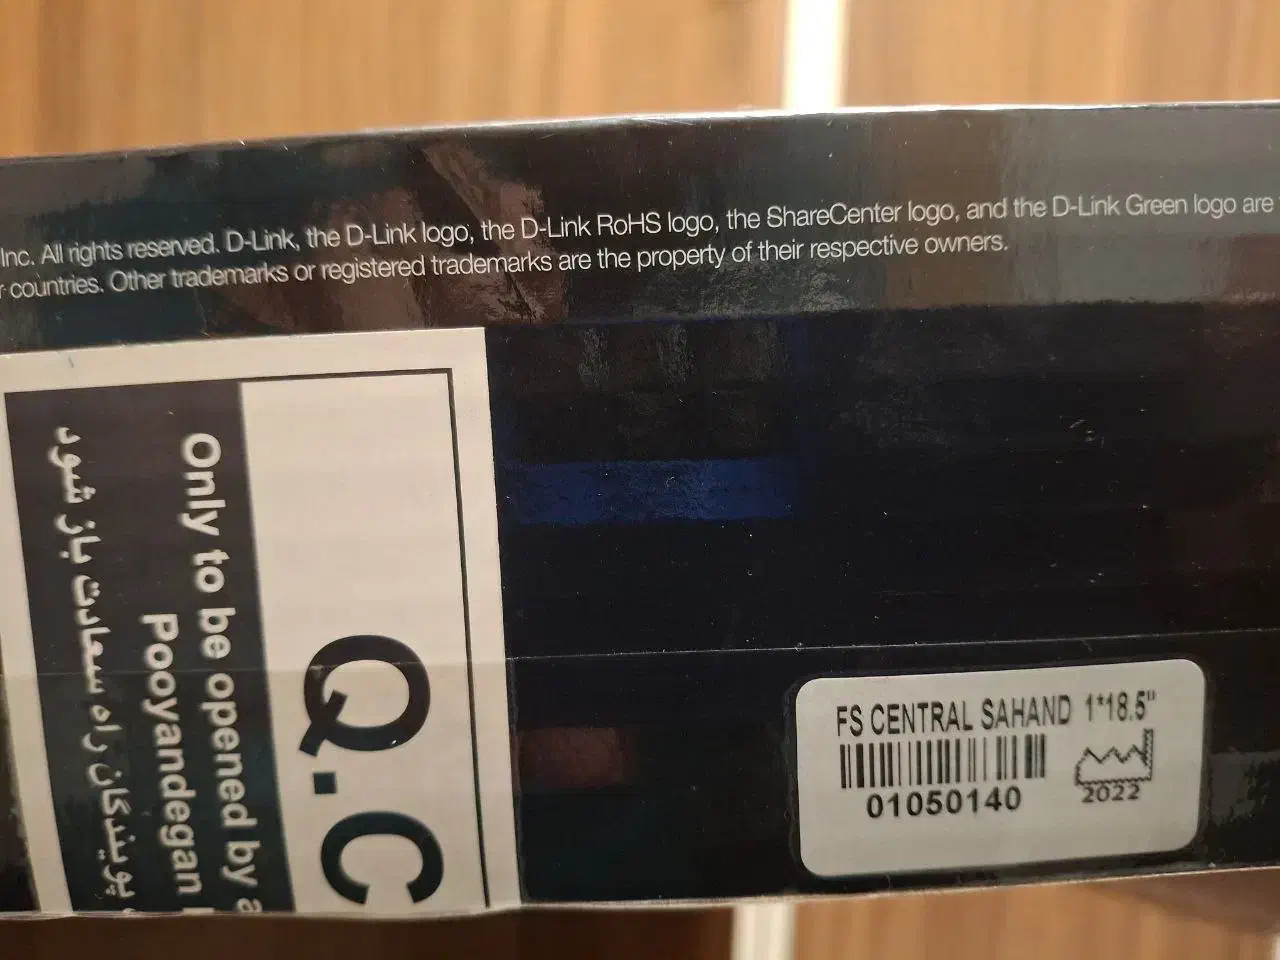 Inc. All rights reserved. D-Link, the D-Link logo, the D-Link RoHS logo, the ShareCenter logo, and the D-Link Green logo are
countries. Other trademarks or registered trademarks are the property of their respective owners.
Q.C
Only to be opened by a
Pooyandegan
پویندگان راه سعادت باز شود
FS CENTRAL SAHAND 1*18.5"
01050140
2022